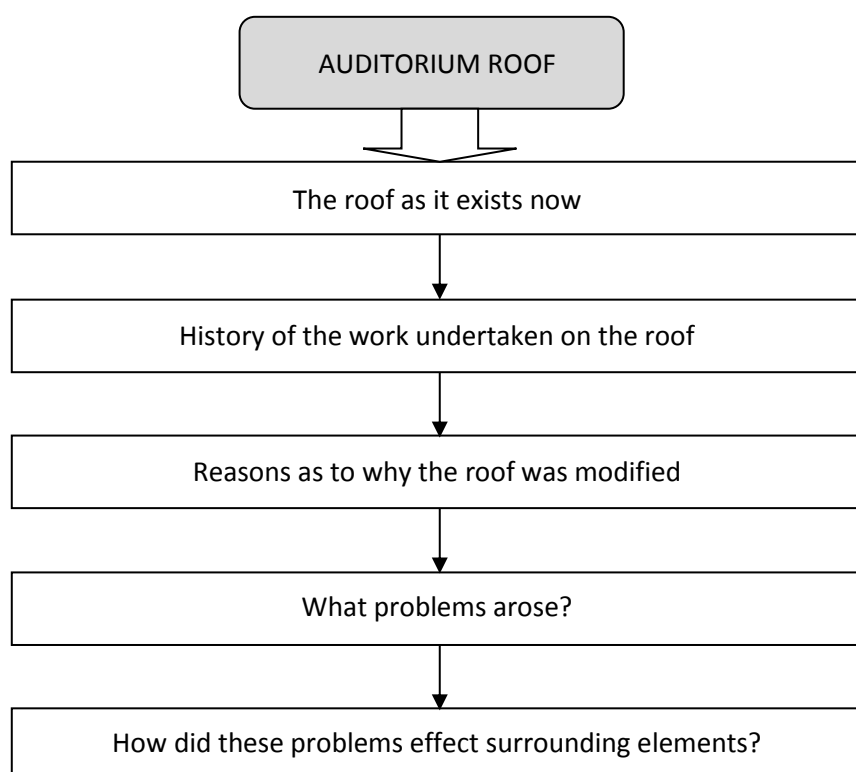 AUDITORIUM ROOF
The roof as it exists now
History of the work undertaken on the roof
Reasons as to why the roof was modified
What problems arose?
How did these problems effect surrounding elements?